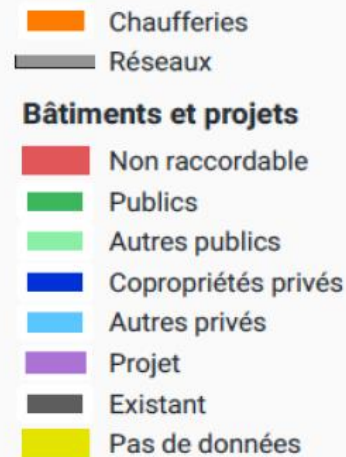 Chaufferies
Réseaux
Bâtiments et projets
Non raccordable
Publics
Autres publics
Copropriétés privés
Autres privés
Projet
Existant
Pas de données